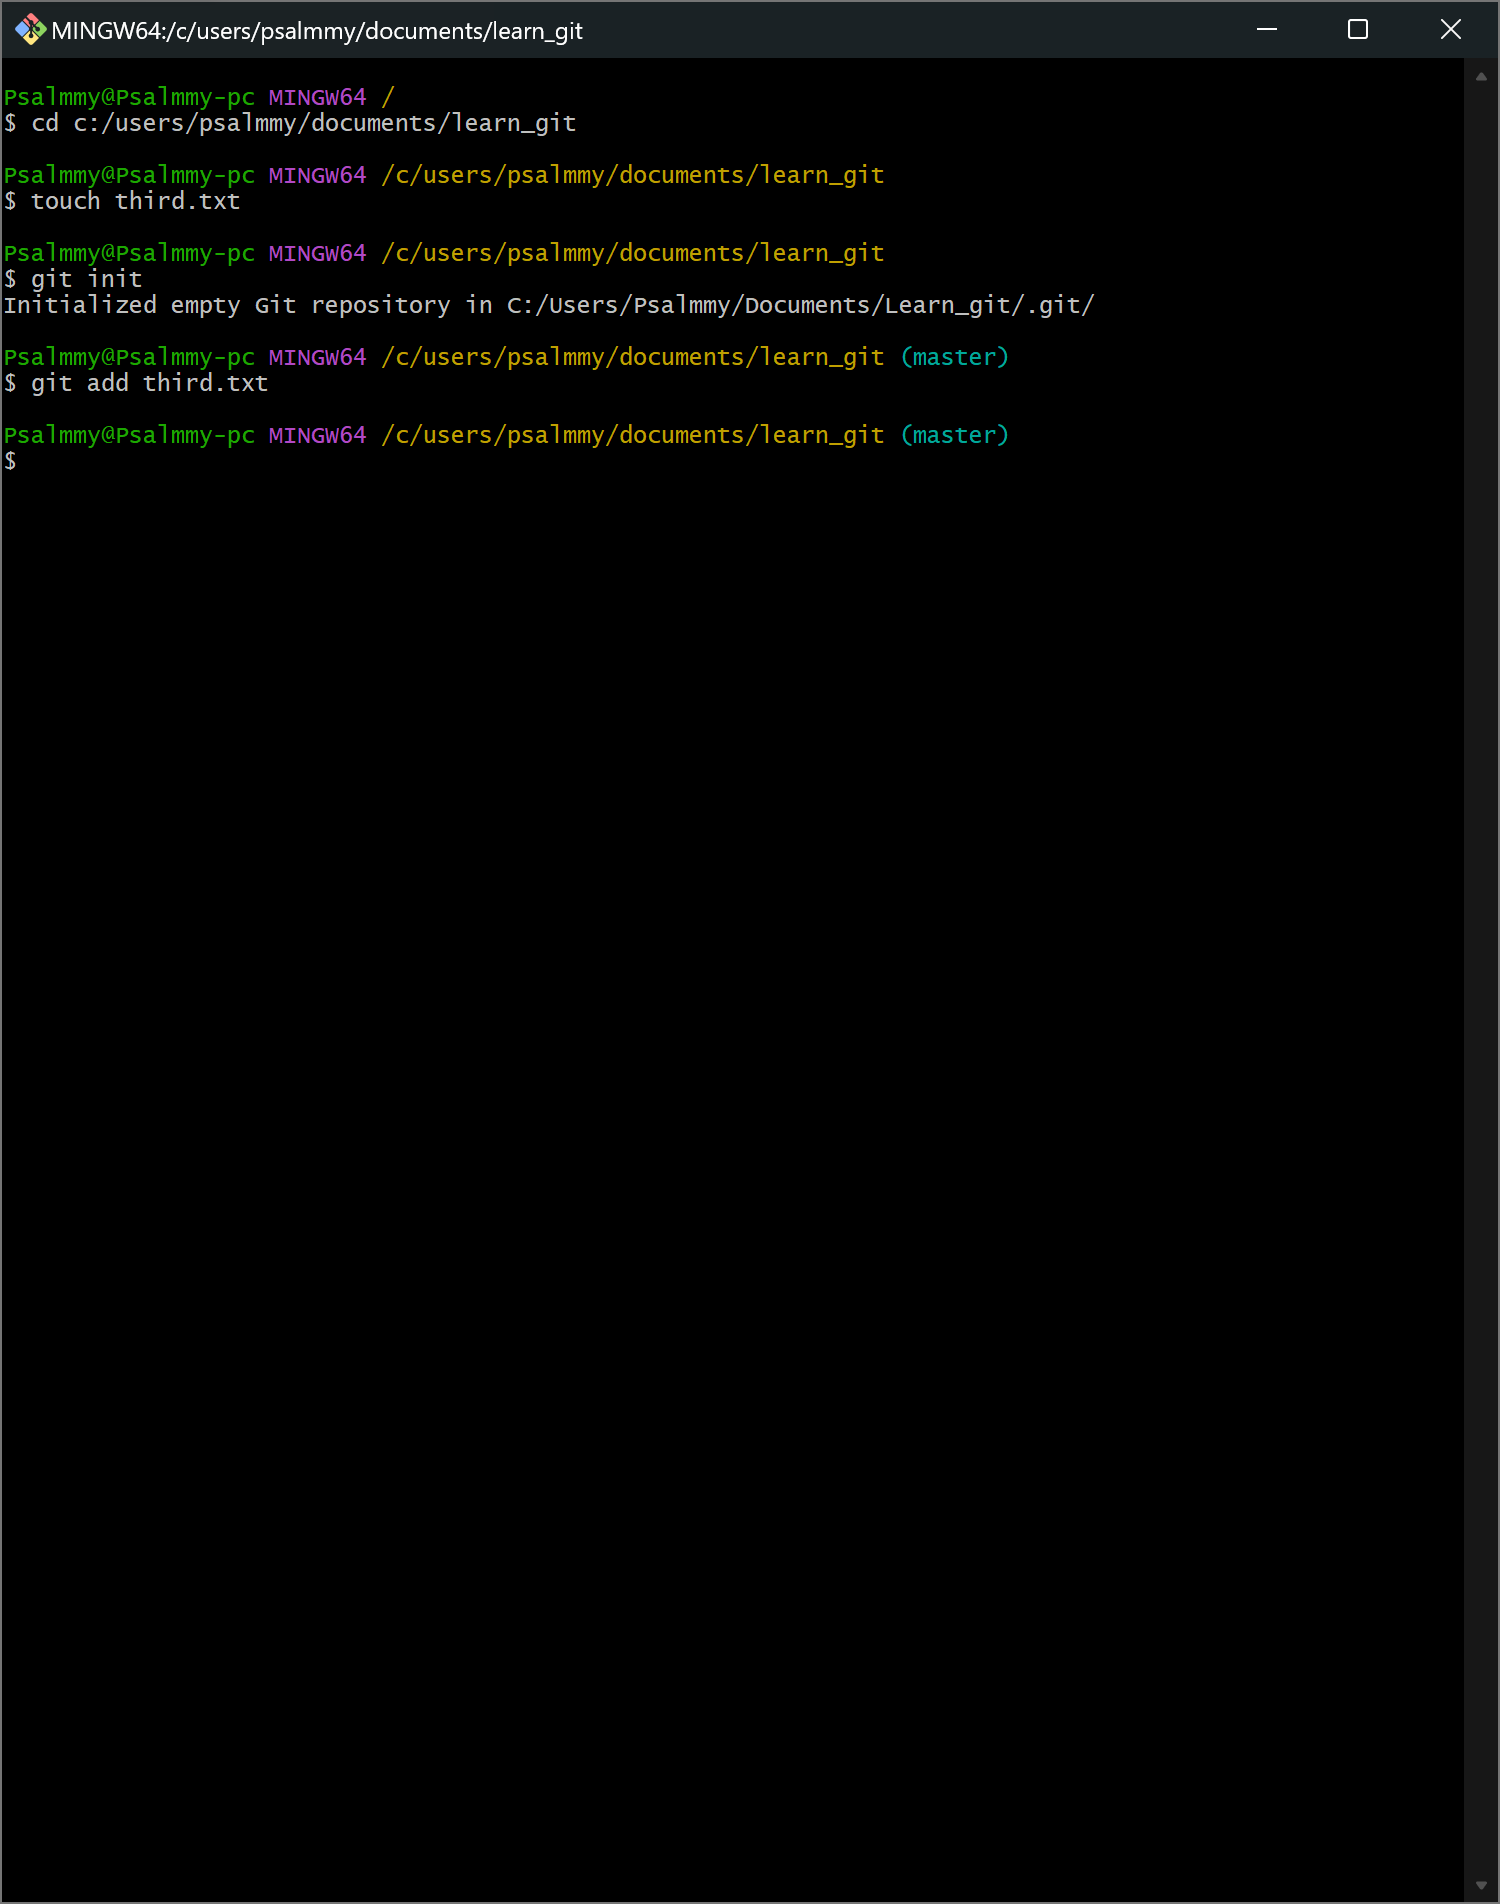 MINGW64:/c/users/psalmmy/documents/learn_git
Psalmmy@Psalmmy-pc MINGW64 /
$ cd c:/users/psalmmy/documents/learn_git
Psalmmy@Psalmmy-pc MINGW64 /c/users/psalmmy/documents/learn_git
$ touch third.txt
Psalmmy@Psalmmy-pc MINGW64 /c/users/psalmmy/documents/learn_git
$ git init
Initialized empty Git repository in C:/Users/Psalmmy/Documents/Learn_git/.git/
Psalmmy@Psalmmy-pc MINGW64 /c/users/psalmmy/documents/learn_git (master)
$ git add third.txt
Psalmmy@Psalmmy-pc MINGW64 /c/users/psalmmy/documents/learn_git (master)
$